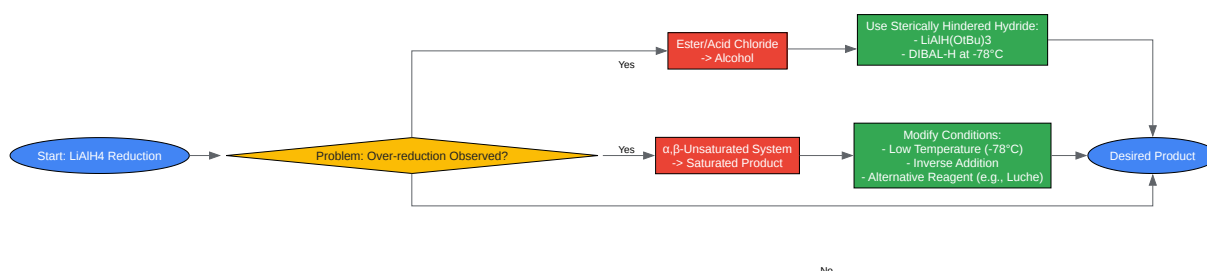 Start: LiAlH4 Reduction
Problem: Over-reduction Observed?
Yes
Ester/Acid Chloride
-> Alcohol
Use Sterically Hindered Hydride:
- LiAlH(OtBu)3
- DIBAL-H at -78°C
Yes
α,β-Unsaturated System
-> Saturated Product
Modify Conditions:
- Low Temperature (-78°C)
- Inverse Addition
- Alternative Reagent (e.g., Luche)
Desired Product
No